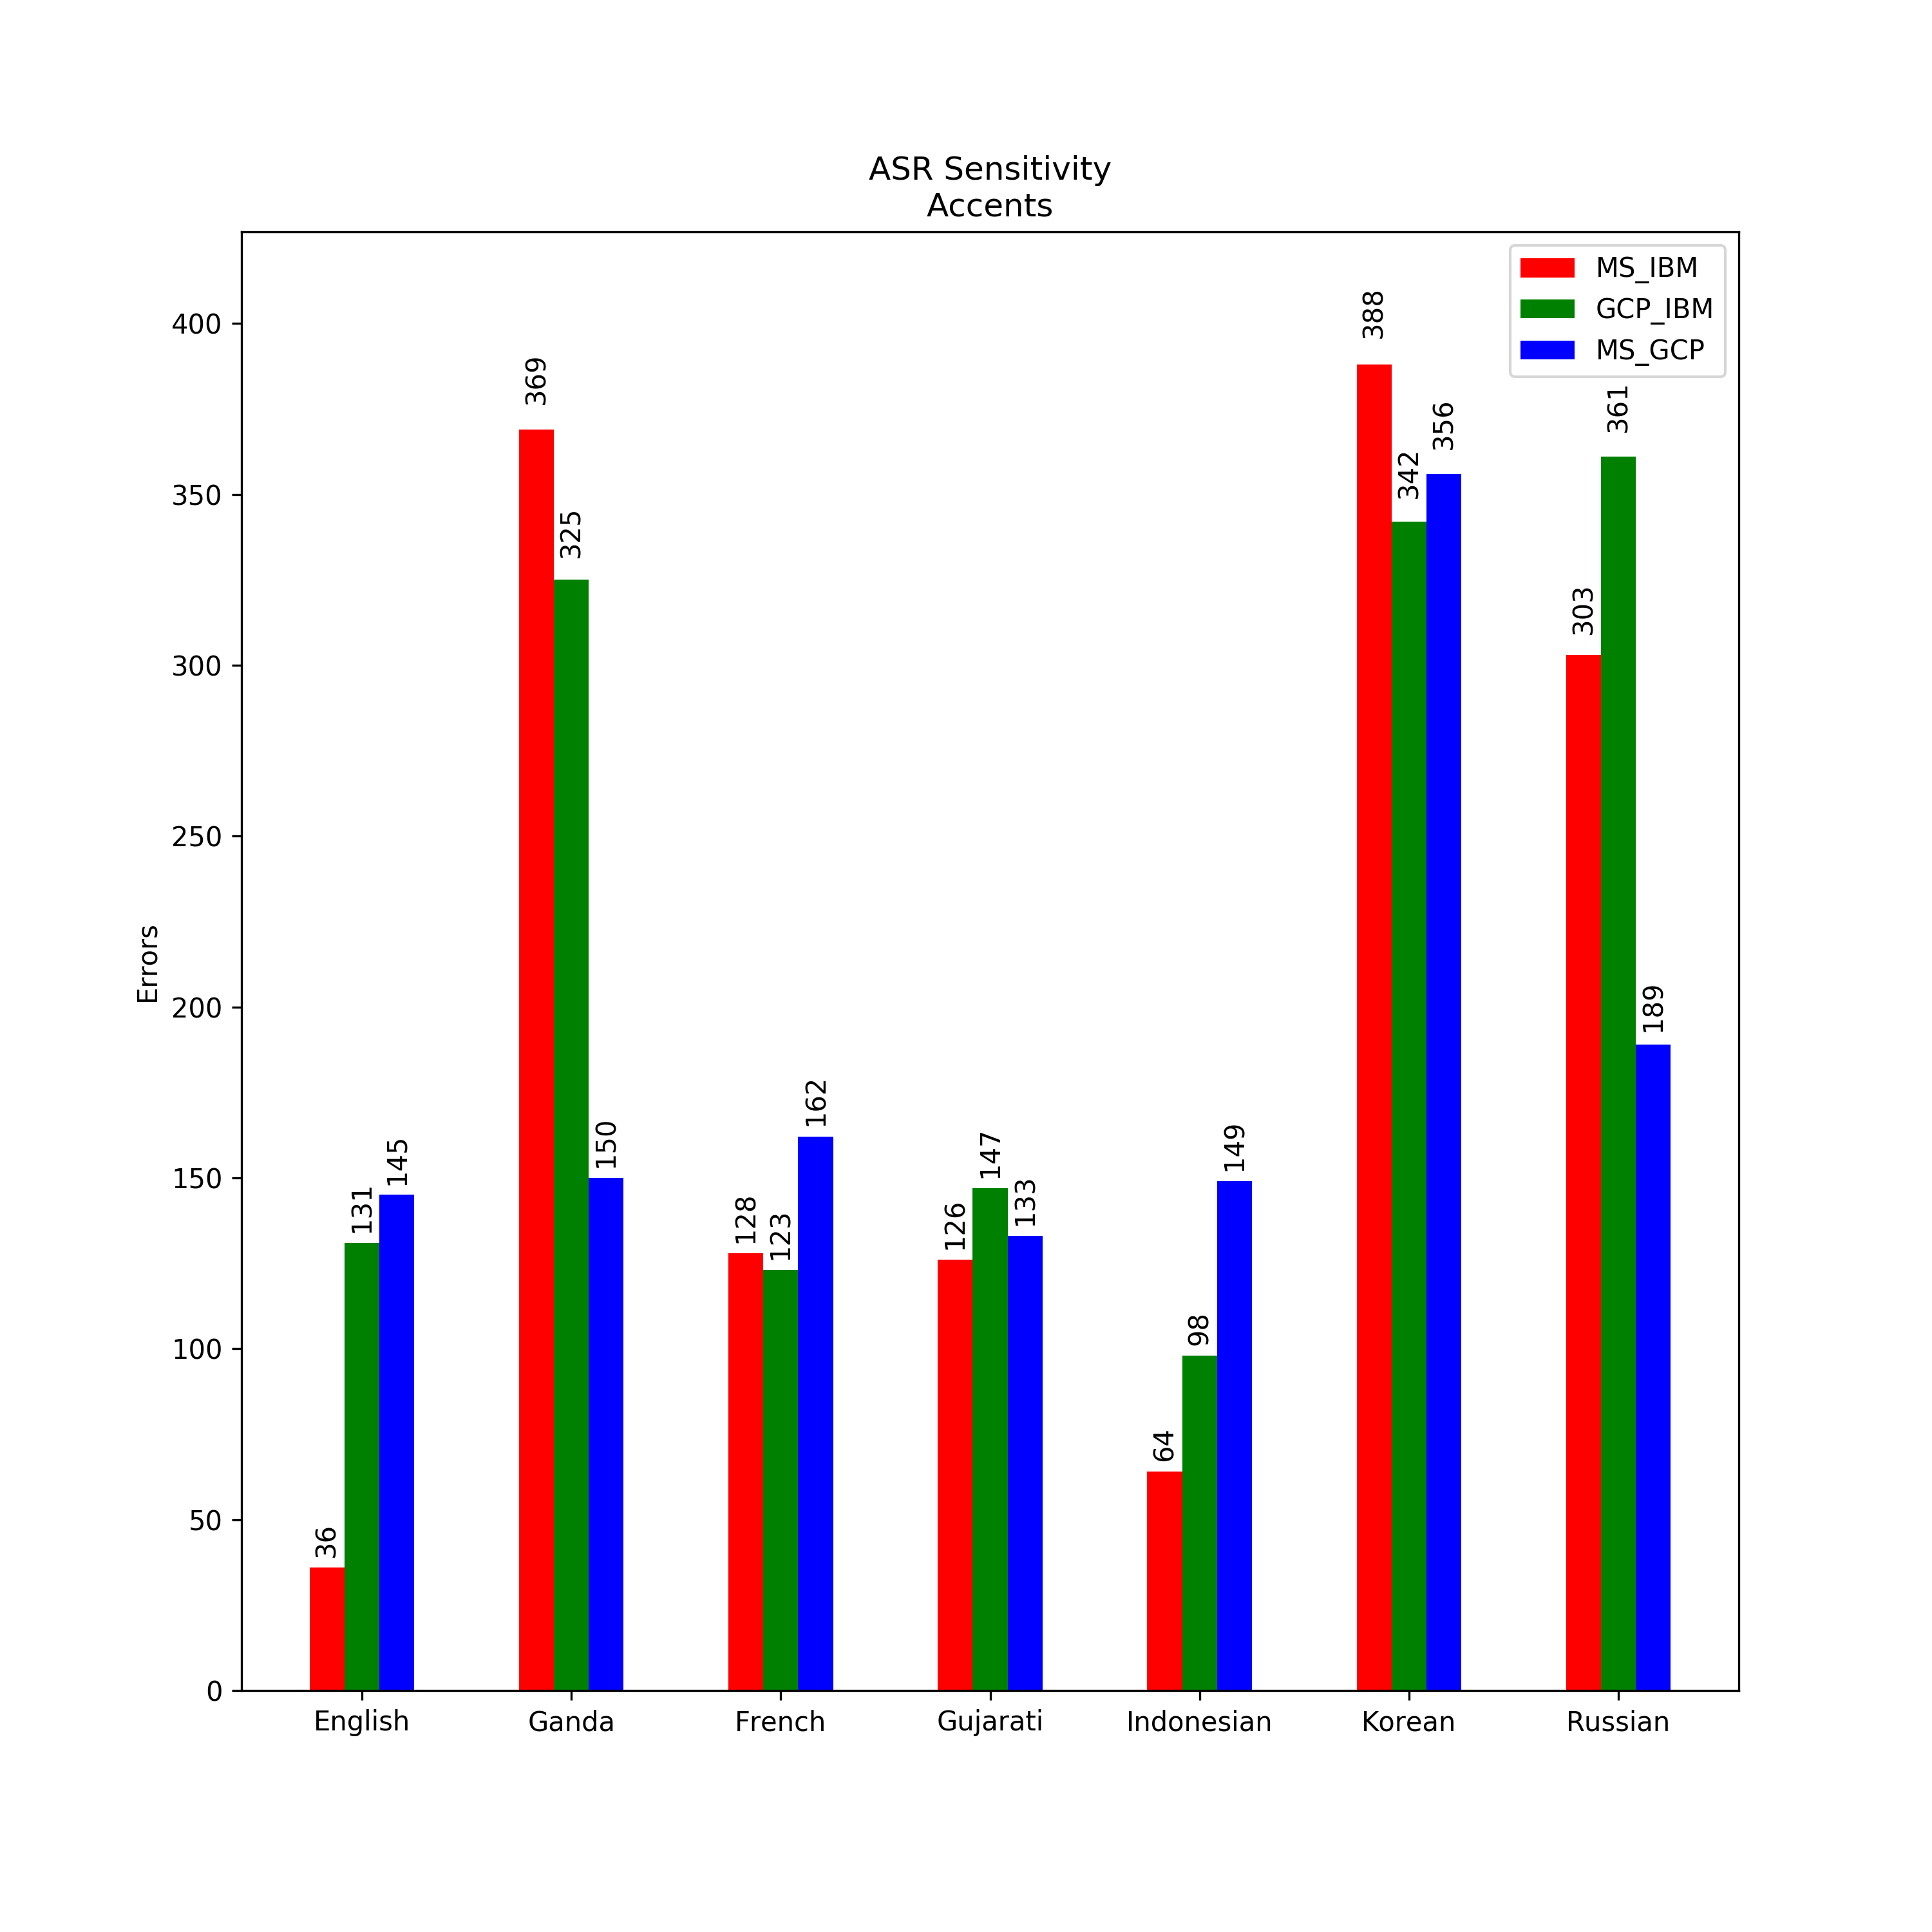 ASR Sensitivity
Accents
MS_IBM
GCP_IBM
MS_GCP
Errors
400
350
300
250
200
150
100
50
0
36
131
145
369
325
150
128
123
162
126
147
133
64
98
149
388
342
356
303
361
189
English
Ganda
French
Gujarati
Indonesian
Korean
Russian